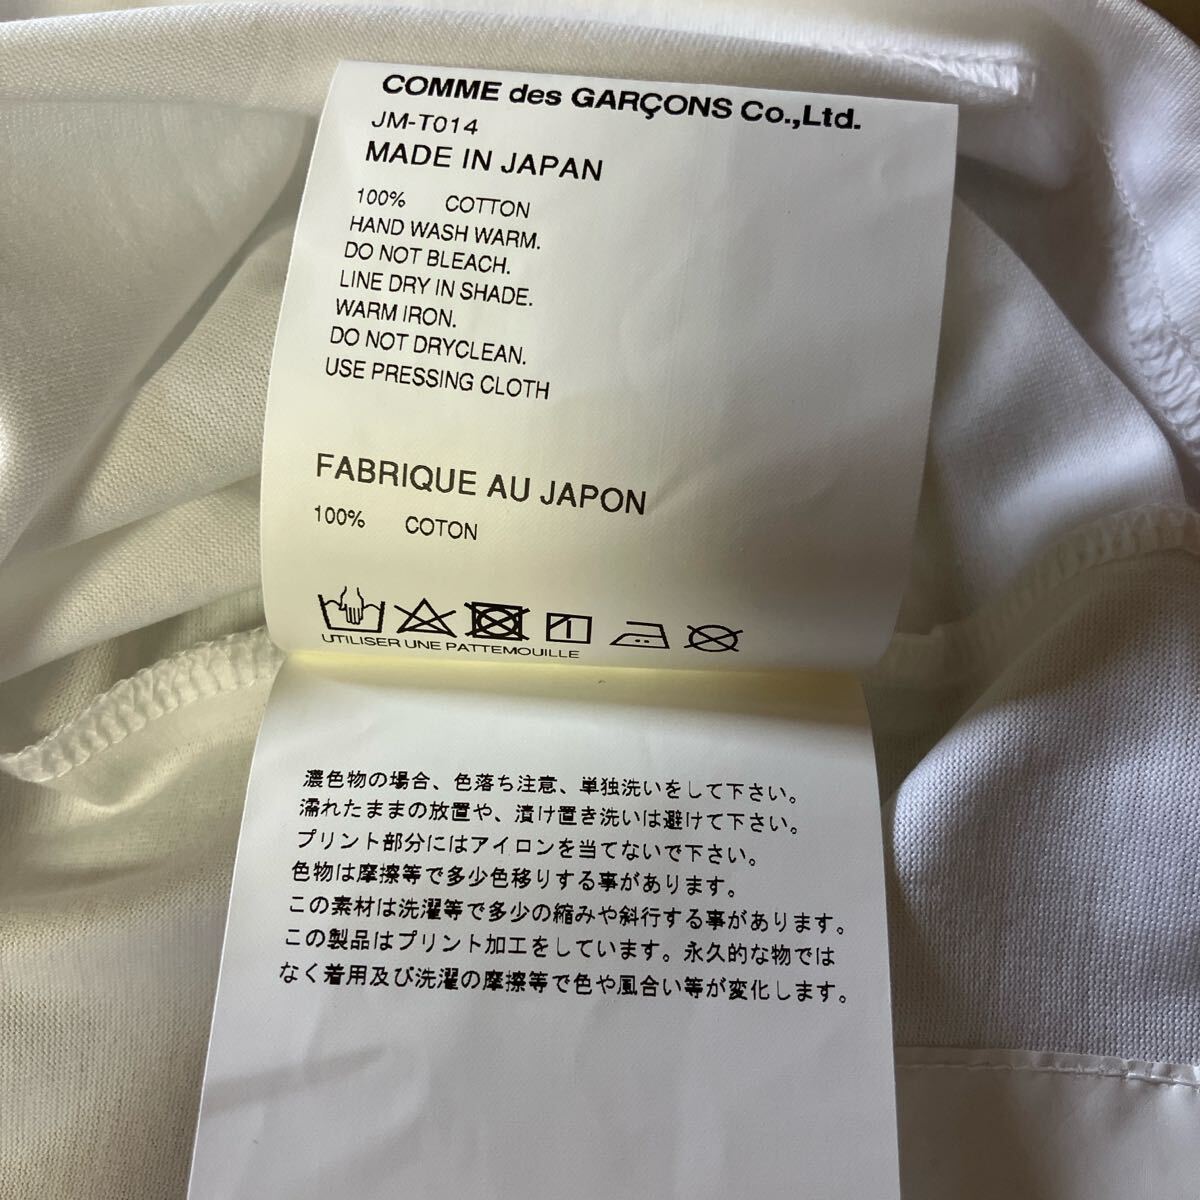 COMME des GARÇONS Co.,Ltd.
JM-T014
MADE IN JAPAN
100% COTTON
HAND WASH WARM.
DO NOT BLEACH.
LINE DRY IN SHADE.
WARM IRON.
DO NOT DRYCLEAN.
USE PRESSING CLOTH
FABRIQUE AU JAPON
100% COTON
UTILISER UNE PATTEMOUILLE
濃色物の場合、色落ち注意、単独洗いをして下さい。
濡れたままの放置や、漬け置き洗いは避けて下さい。
プリント部分にはアイロンを当てないで下さい。
色物は摩擦等で多少色移りする事があります。
この素材は洗濯等で多少の縮みや斜行する事があります。
この製品はプリント加工をしています。永久的な物では
なく着用及び洗濯の摩擦等で色や風合い等が変化します。